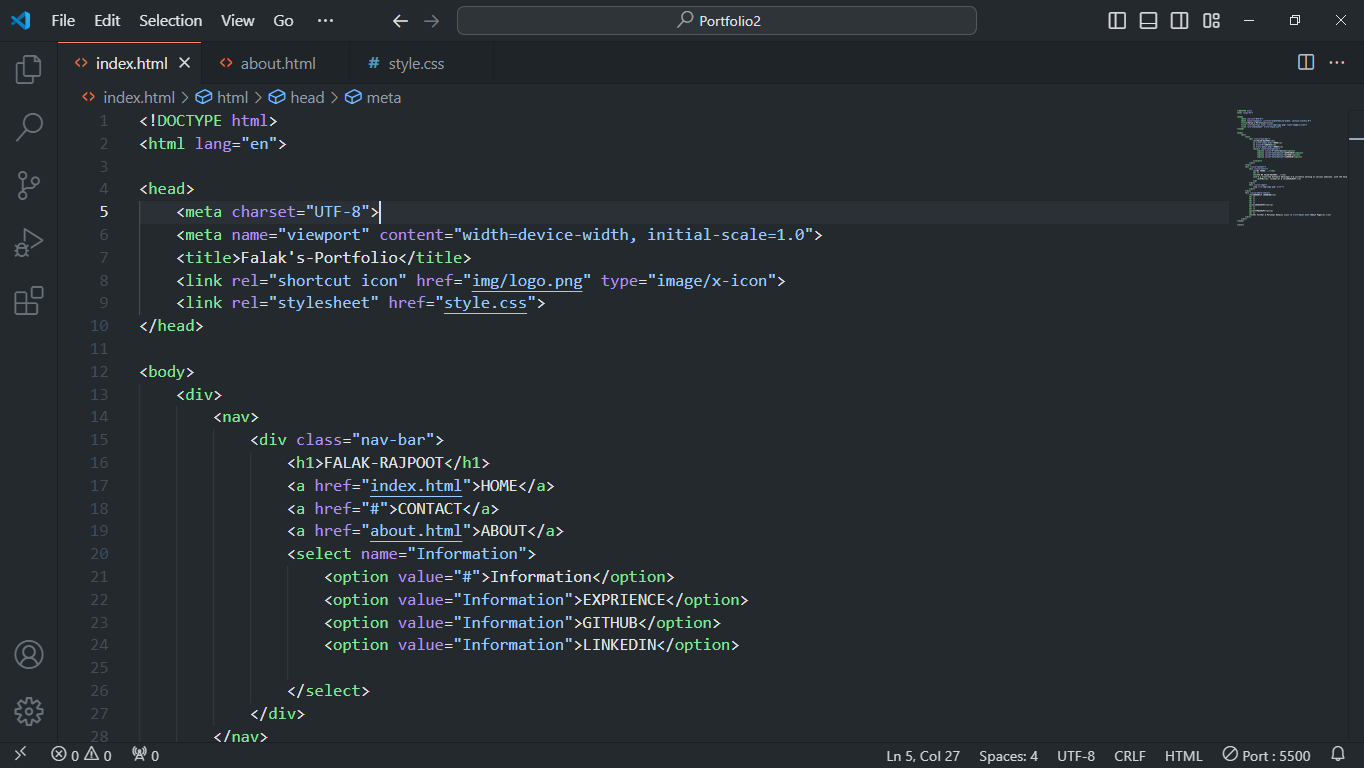 File Edit Selection View Go ···
Portfolio2
index.html
about.html
# style.css
index.html > html > head > meta
1 <!DOCTYPE html>
2 <html lang="en">
3
4 <head>
5     <meta charset="UTF-8">
6     <meta name="viewport" content="width=device-width, initial-scale=1.0">
7     <title>Falak's-Portfolio</title>
8     <link rel="shortcut icon" href="img/logo.png" type="image/x-icon">
9     <link rel="stylesheet" href="style.css">
10 </head>
11
12 <body>
13     <div>
14         <nav>
15             <div class="nav-bar">
16                 <h1>FALAK-RAJPOOT</h1>
17                 <a href="index.html">HOME</a>
18                 <a href="#">CONTACT</a>
19                 <a href="about.html">ABOUT</a>
20                 <select name="Information">
21                     <option value="#">Information</option>
22                     <option value="Information">EXPRIENCE</option>
23                     <option value="Information">GITHUB</option>
24                     <option value="Information">LINKEDIN</option>
25
26                 </select>
27             </div>
28         </nav>
0 0 0 Ln 5, Col 27 Spaces: 4 UTF-8 CRLF HTML Port : 5500